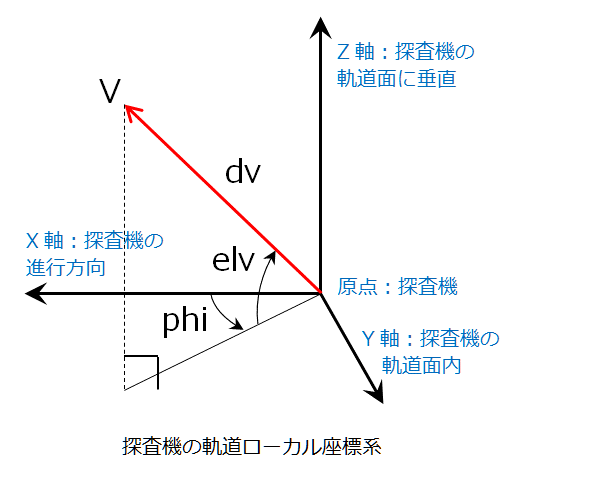 Z 軸：探査機の
軌道面に垂直
V
dv
X 軸：探査機の
進行方向
elv
原点：探査機
phi
Y 軸：探査機の
軌道面内
探査機の軌道ローカル座標系